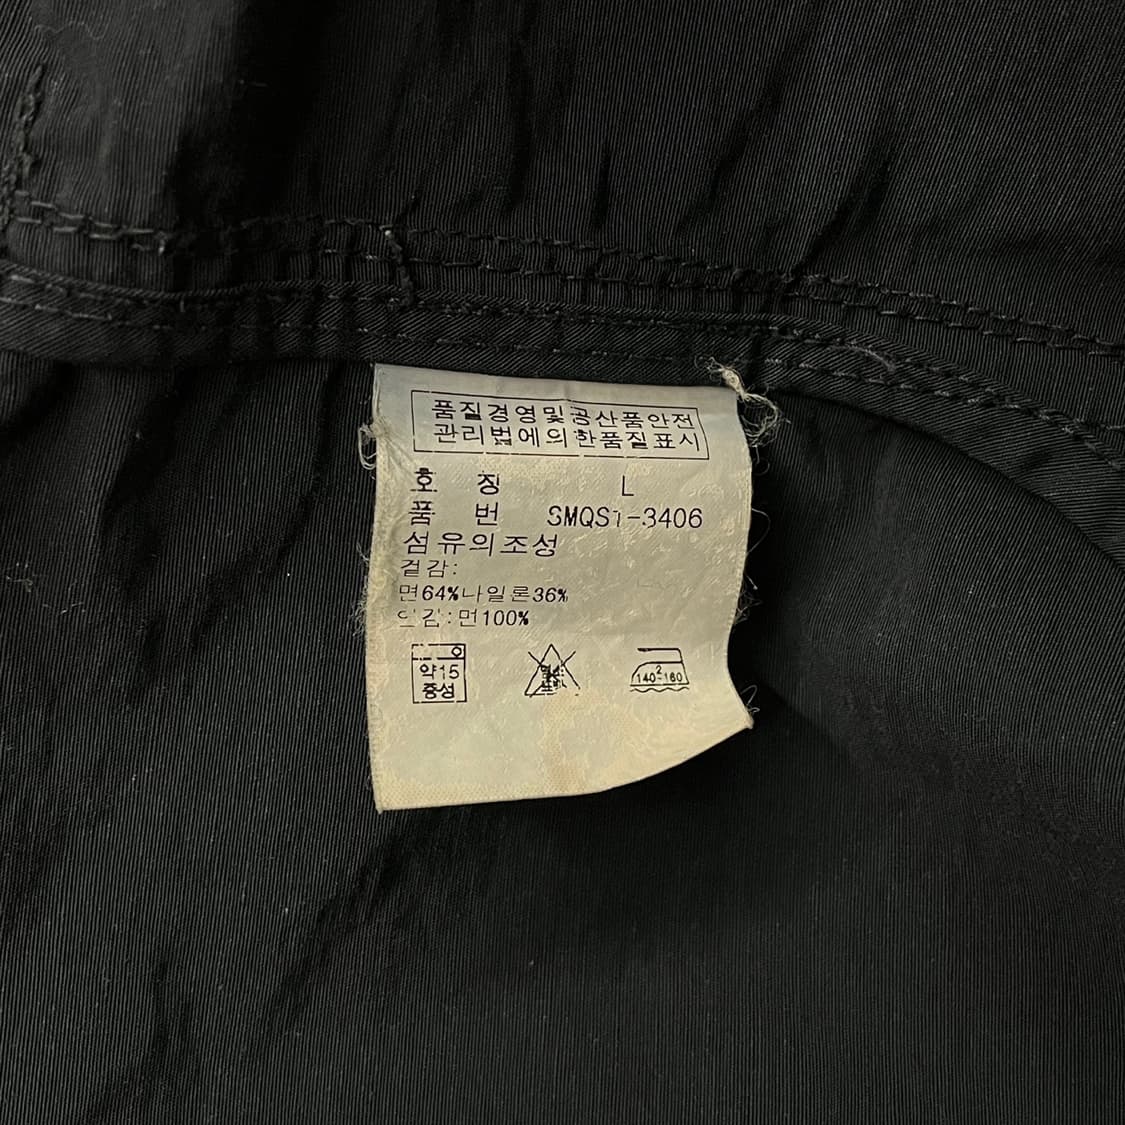 품질경영및공산품안전
관리법에의한품질표시
호 징 L
품 번 SMQS1-3406
섬유의조성
겉감:
면64%나일론36%
안감:면100%
약15
중성
140-160
2